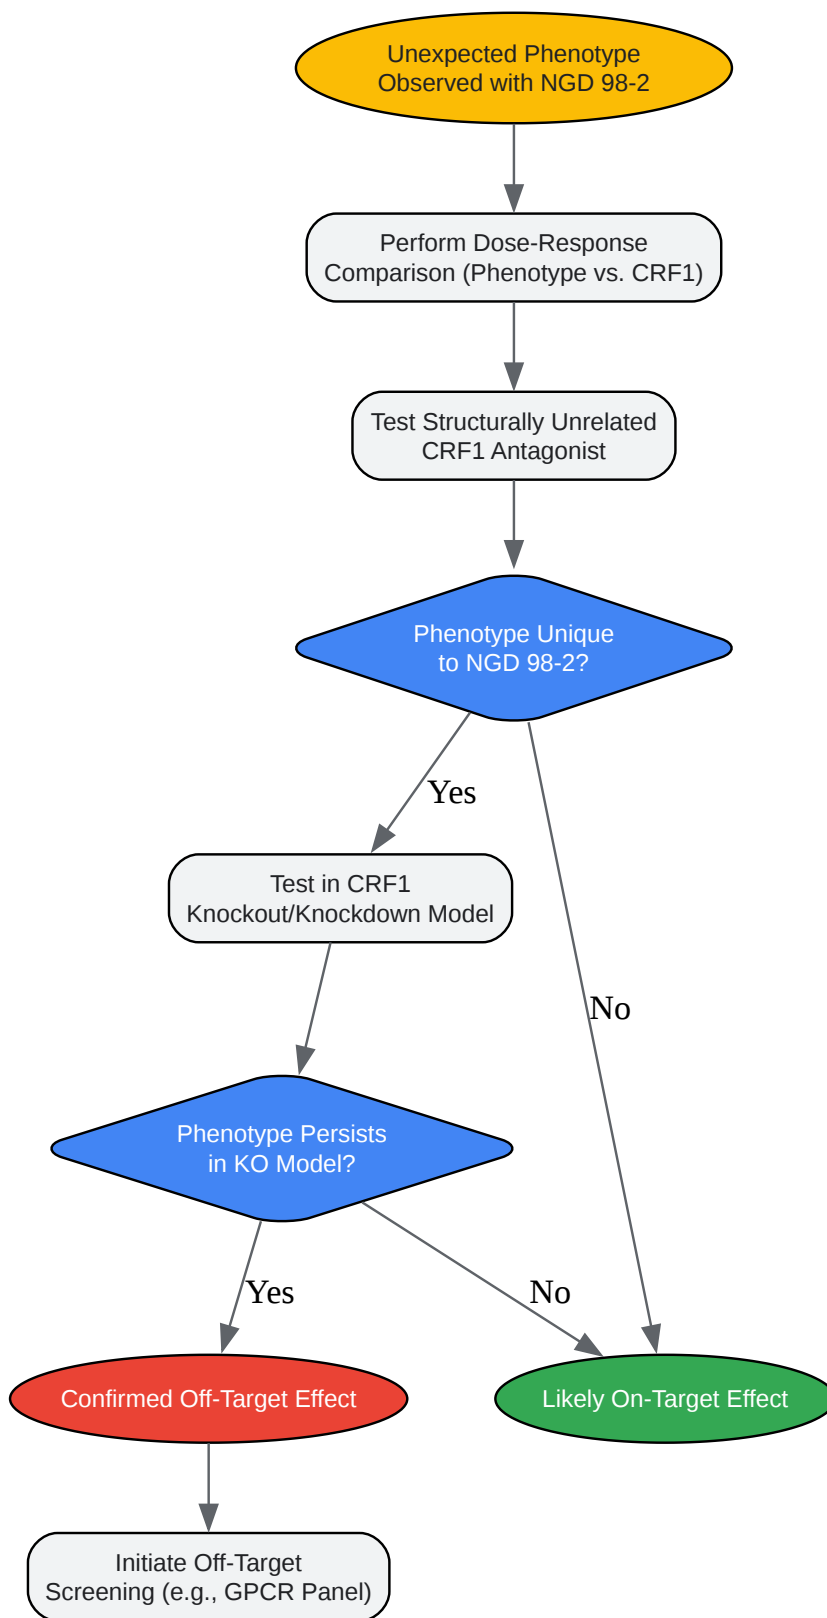 Unexpected Phenotype
Observed with NGD 98-2
Perform Dose-Response
Comparison (Phenotype vs. CRF1)
Test Structurally Unrelated
CRF1 Antagonist
Phenotype Unique
to NGD 98-2?
Yes
Test in CRF1
Knockout/Knockdown Model
No
Phenotype Persists
in KO Model?
Yes
No
Confirmed Off-Target Effect
Likely On-Target Effect
Initiate Off-Target
Screening (e.g., GPCR Panel)